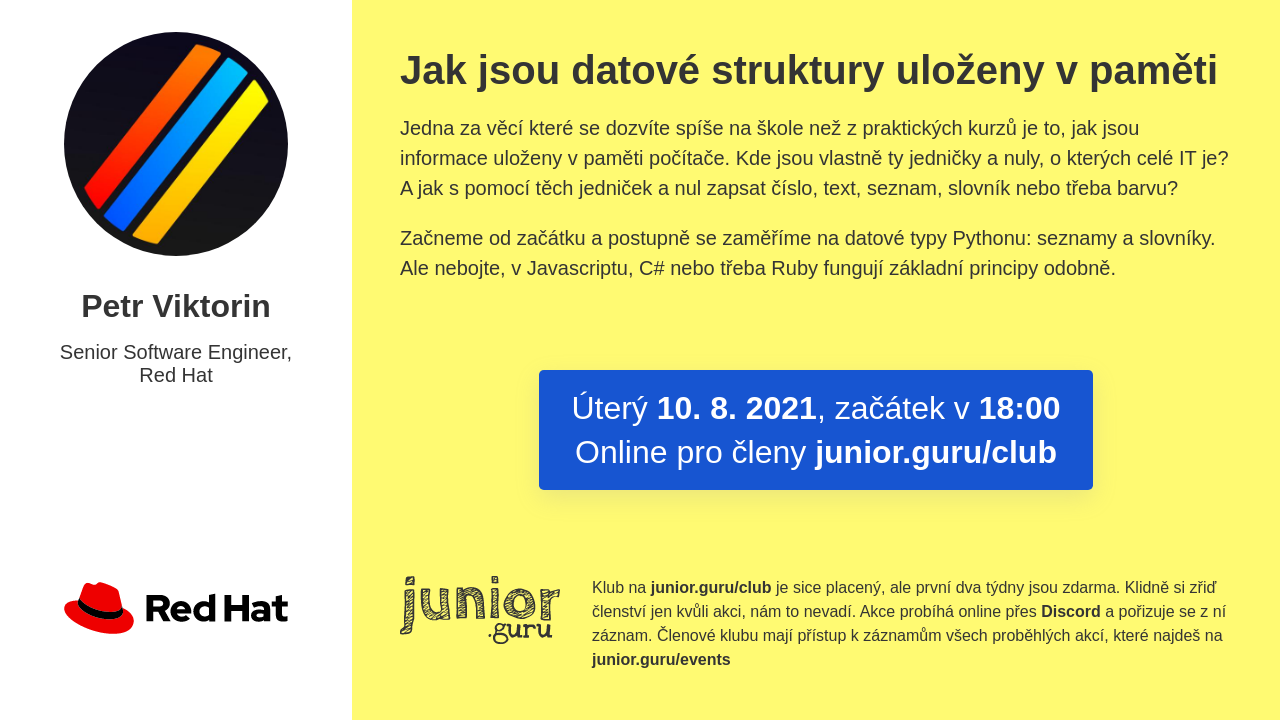 Petr Viktorin
Senior Software Engineer,
Red Hat
Red Hat
Jak jsou datové struktury uloženy v paměti
Jedna za věcí které se dozvíte spíše na škole než z praktických kurzů je to, jak jsou
informace uloženy v paměti počítače. Kde jsou vlastně ty jedničky a nuly, o kterých celé IT je?
A jak s pomocí těch jedniček a nul zapsat číslo, text, seznam, slovník nebo třeba barvu?
Začneme od začátku a postupně se zaměříme na datové typy Pythonu: seznamy a slovníky.
Ale nebojte, v Javascriptu, C# nebo třeba Ruby fungují základní principy odobně.
Úterý 10. 8. 2021, začátek v 18:00
Online pro členy junior.guru/club
junior
.guru
Klub na junior.guru/club je sice placený, ale první dva týdny jsou zdarma. Klidně si zřiď
členství jen kvůli akci, nám to nevadí. Akce probíhá online přes Discord a pořizuje se z ní
záznam. Členové klubu mají přístup k záznamům všech proběhlých akcí, které najdeš na
junior.guru/events